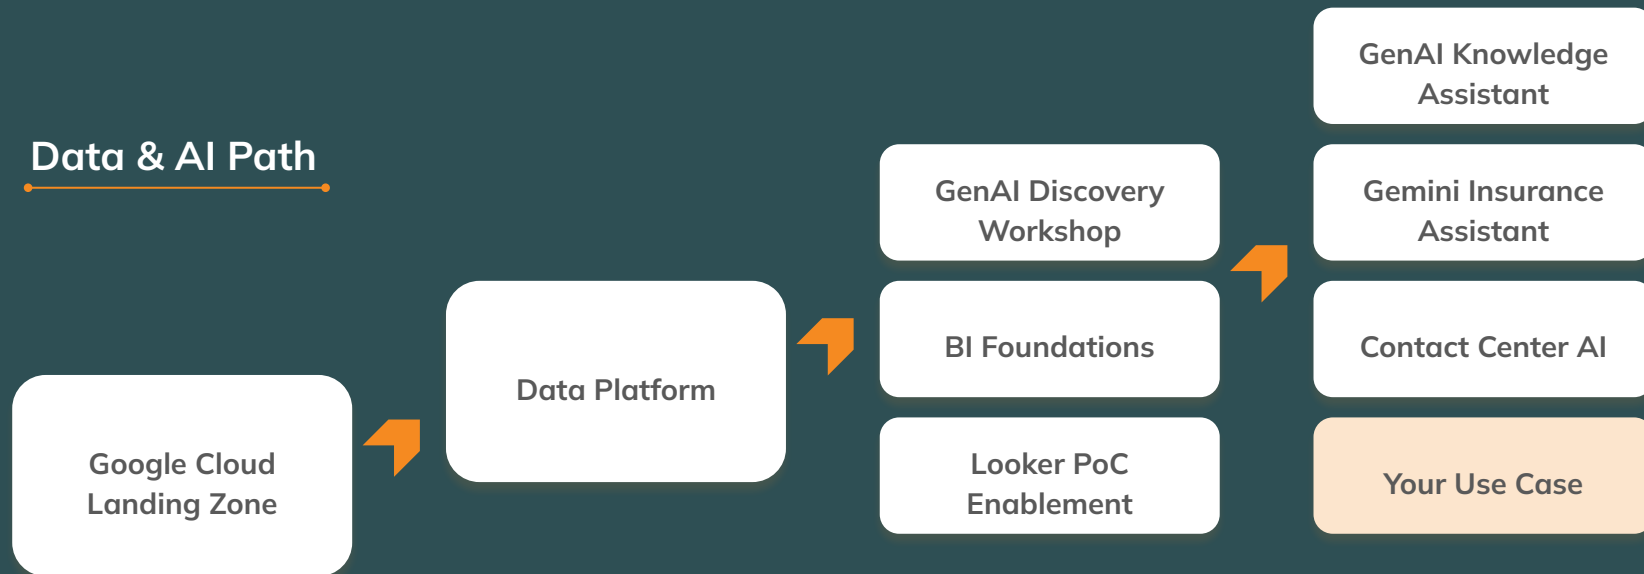 Data & AI Path
Google Cloud
Landing Zone
Data Platform
GenAI Discovery
Workshop
BI Foundations
Looker PoC
Enablement
GenAI Knowledge
Assistant
Gemini Insurance
Assistant
Contact Center AI
Your Use Case